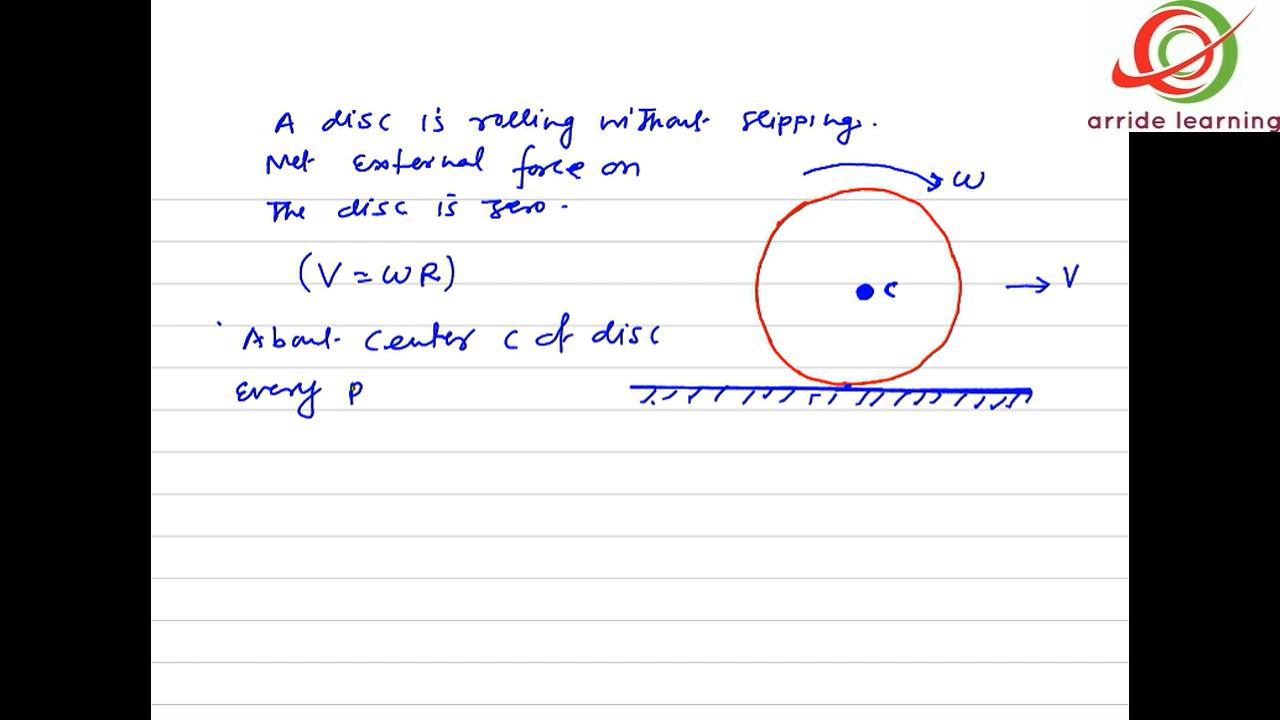 arride learning
A disc is rolling without slipping.
Net external force on
The disc is zero.
ω
(V = ωR)
C
V
About center C of disc
every p